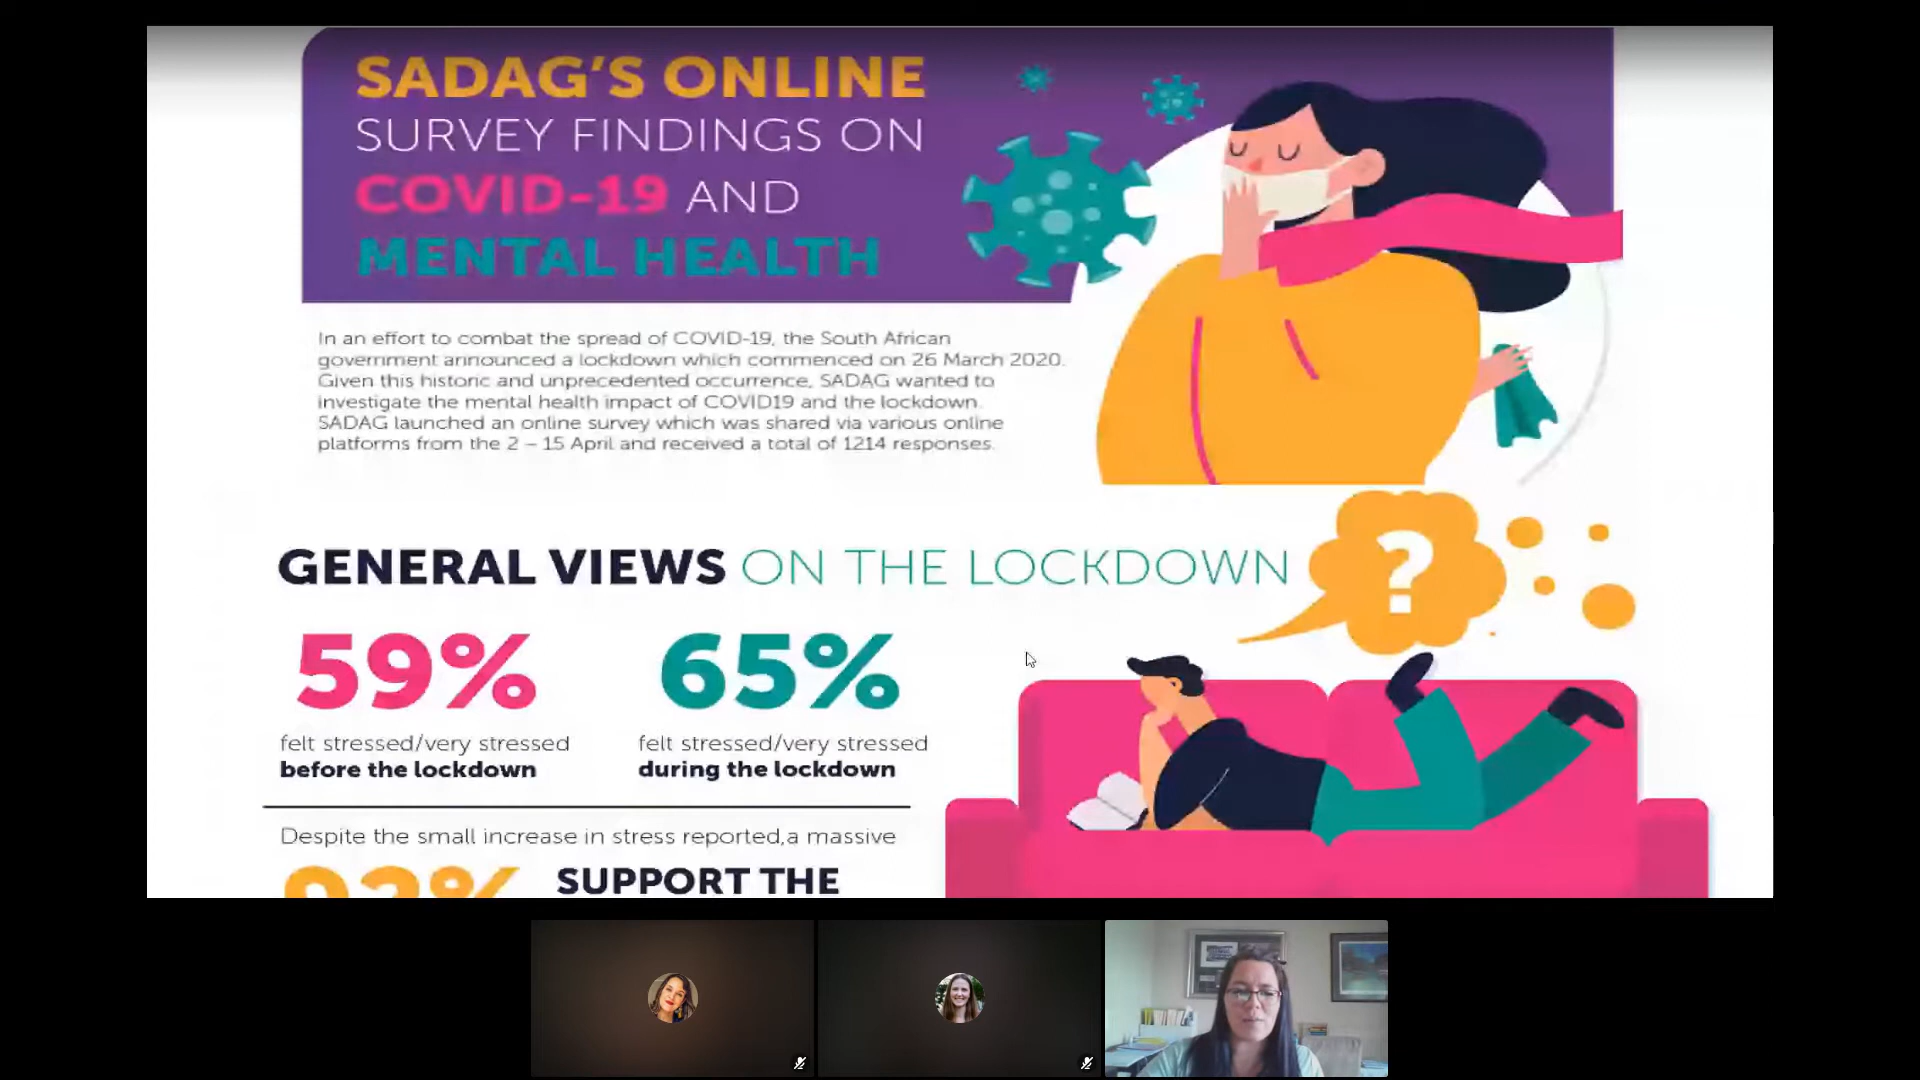 SADAG'S ONLINE
SURVEY FINDINGS ON
COVID-19 AND
MENTAL HEALTH
In an effort to combat the spread of COVID-19, the South African
government announced a lockdown which commenced on 26 March 2020.
Given this historic and unprecedented occurrence, SADAG wanted to
investigate the mental health impact of COVID19 and the lockdown.
SADAG launched an online survey which was shared via various online
platforms from the 2 – 15 April and received a total of 1214 responses.
GENERAL VIEWS ON THE LOCKDOWN
?
59% 65%
felt stressed/very stressed felt stressed/very stressed
before the lockdown during the lockdown
Despite the small increase in stress reported,a massive
SUPPORT THE